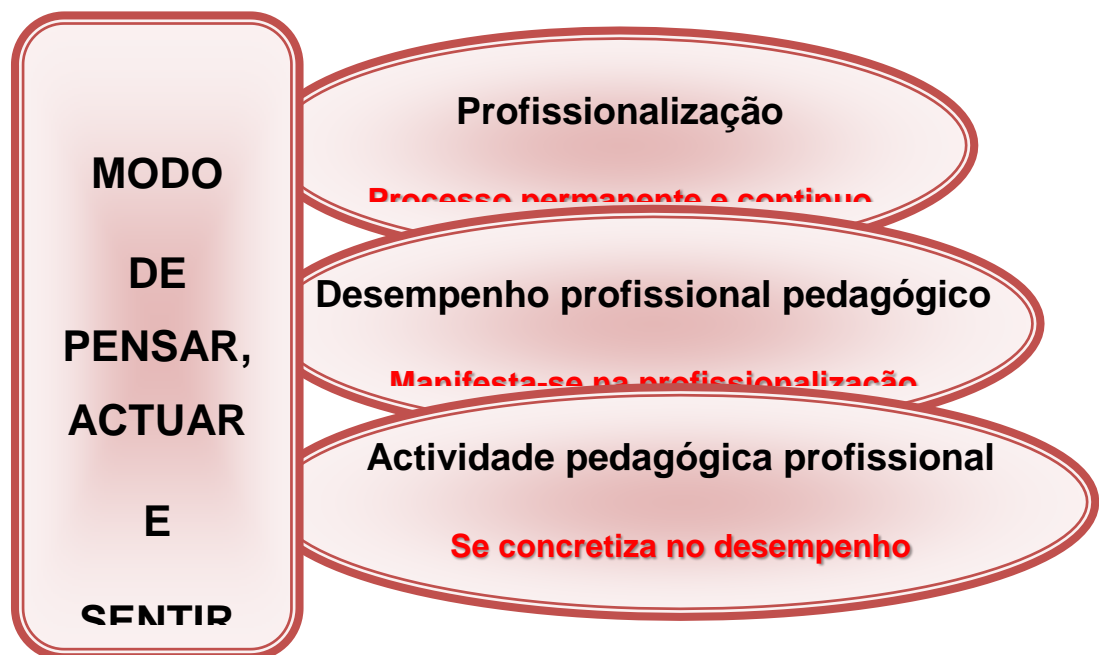 MODO
DE
PENSAR,
ACTUAR
E
SENTIR
Profissionalização
Processo permanente e continuo
Desempenho profissional pedagógico
Manifesta-se na profissionalização
Actividade pedagógica profissional
Se concretiza no desempenho